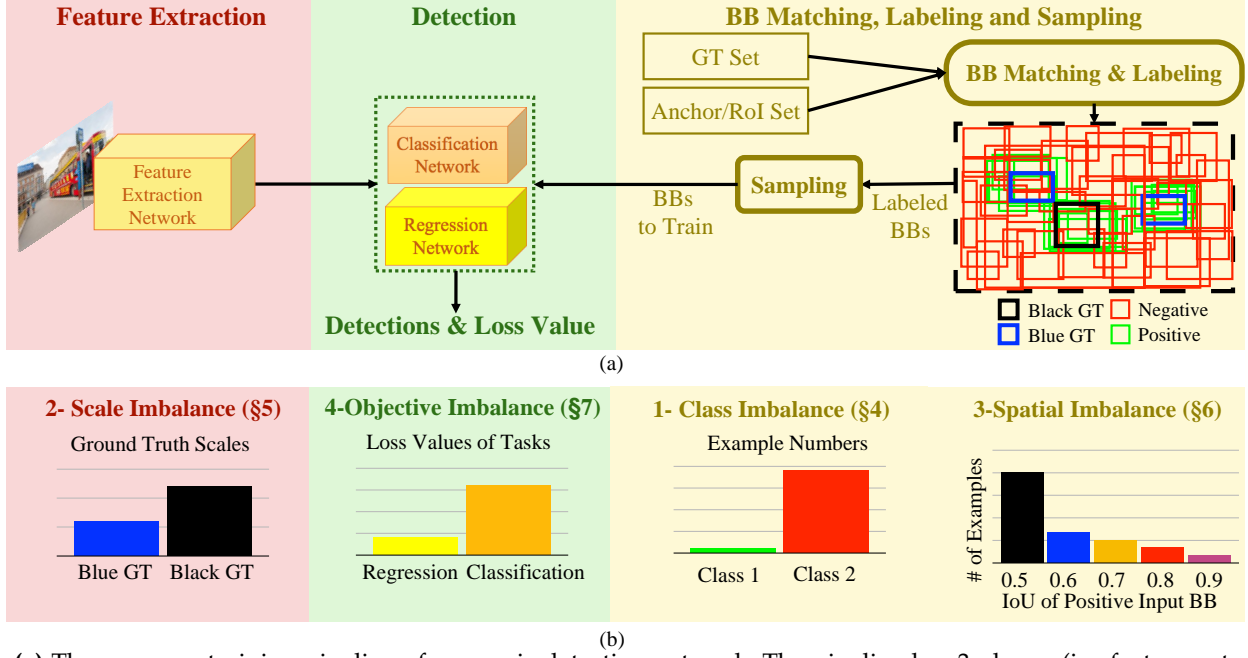 Feature Extraction
Detection
BB Matching, Labeling and Sampling
GT Set
Anchor/RoI Set
BB Matching & Labeling
Classification
Network
Feature
Extraction
Network
Regression
Network
BBs
to Train
Sampling
Labeled
BBs
Detections & Loss Value
Black GT
Negative
Blue GT
Positive
(a)
2- Scale Imbalance (§5)
Ground Truth Scales
Blue GT
Black GT
4-Objective Imbalance (§7)
Loss Values of Tasks
Regression
Classification
1- Class Imbalance (§4)
Example Numbers
Class 1
Class 2
3-Spatial Imbalance (§6)
# of Examples
0.5 0.6 0.7 0.8 0.9
IoU of Positive Input BB
(b)